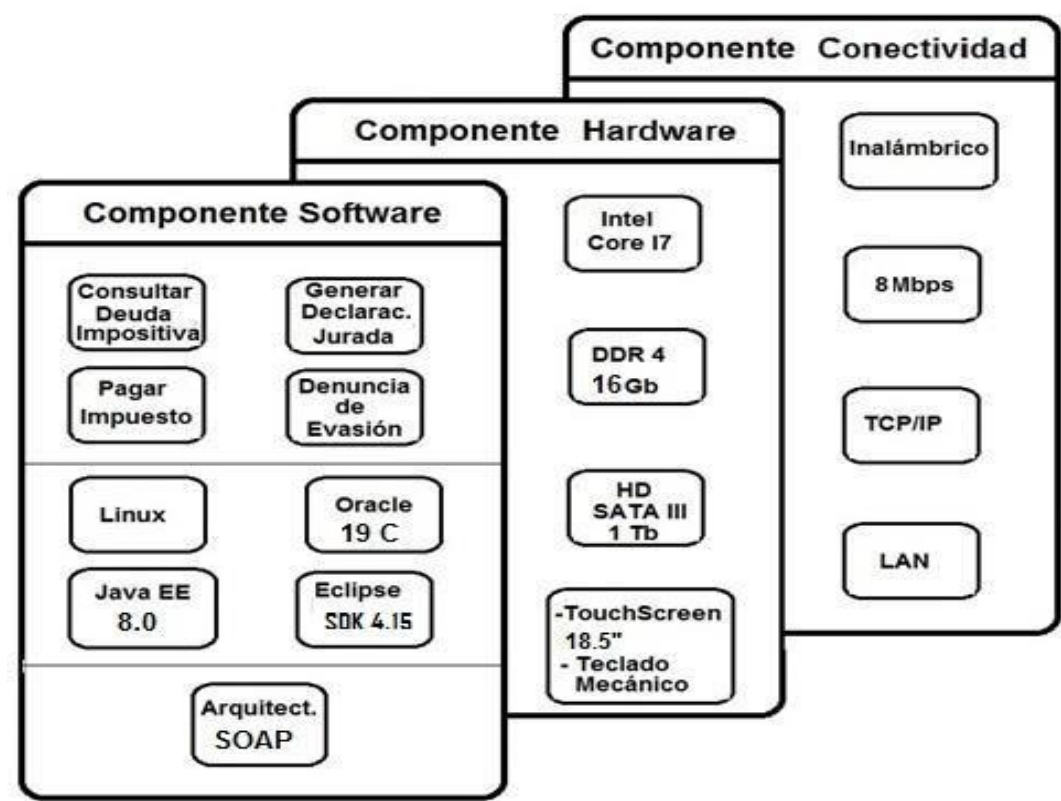 Componente Conectividad
Inalámbrico
8 Mbps
TCP/IP
LAN
Componente Hardware
Intel
Core I7
DDR 4
16Gb
HD
SATA III
1 Tb
-TouchScreen
18.5"
- Teclado
Mecánico
Componente Software
Consultar
Deuda
Impositiva
Generar
Declarac.
Jurada
Pagar
Impuesto
Denuncia
de
Evasión
Linux
Oracle
19 C
Java EE
8.0
Eclipse
SDK 4.15
Arquitect.
SOAP